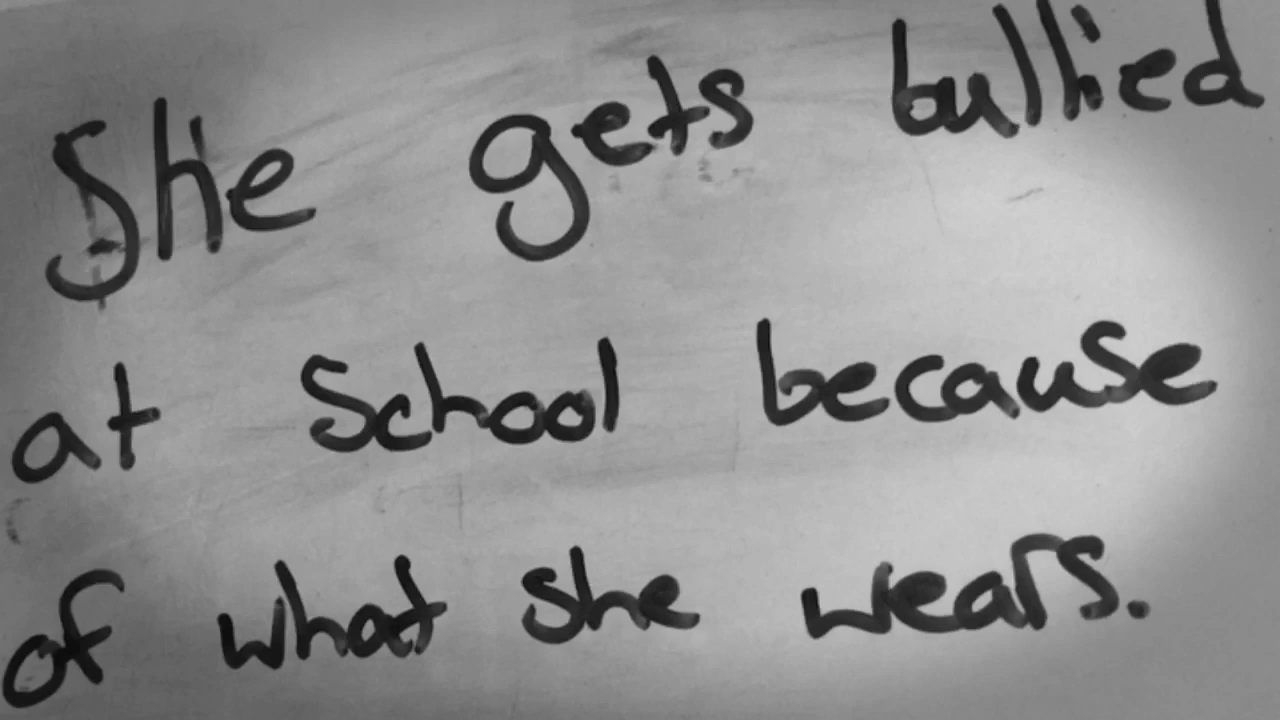 She gets bullied
at School because
of what she wears.